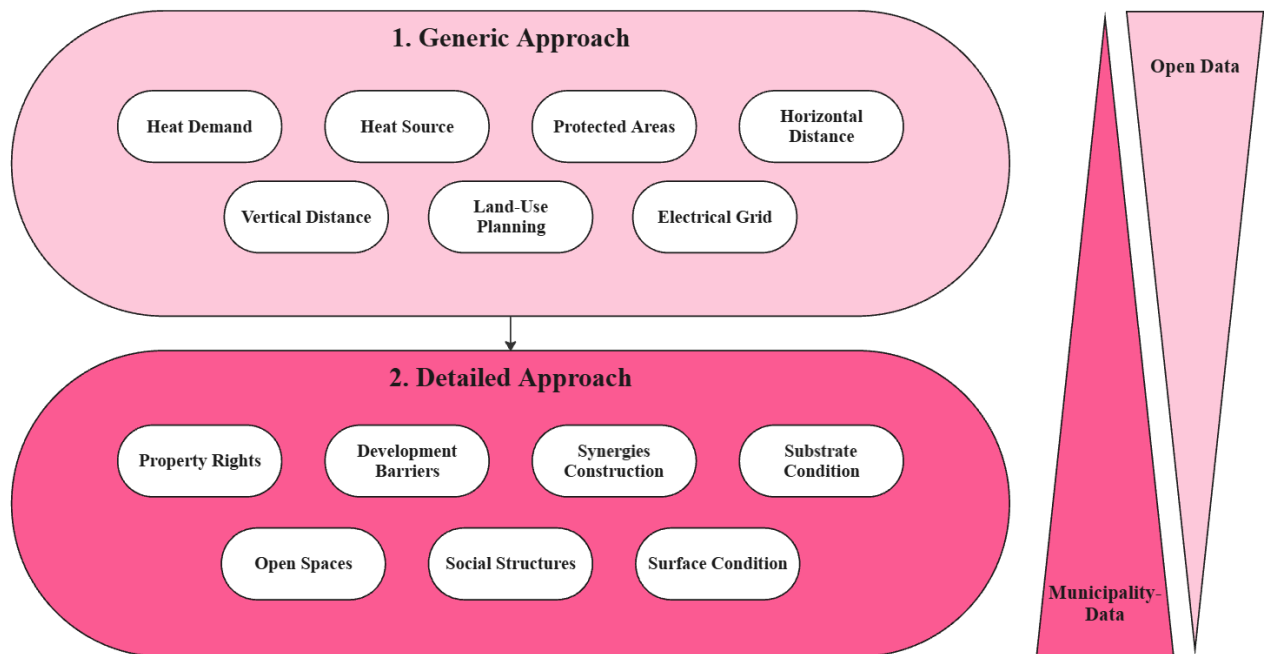 1. Generic Approach
Open Data
Heat Demand
Heat Source
Protected Areas
Horizontal
Distance
Vertical Distance
Land-Use
Planning
Electrical Grid
2. Detailed Approach
Property Rights
Development
Barriers
Synergies
Construction
Substrate
Condition
Open Spaces
Social Structures
Surface Condition
Municipality-
Data